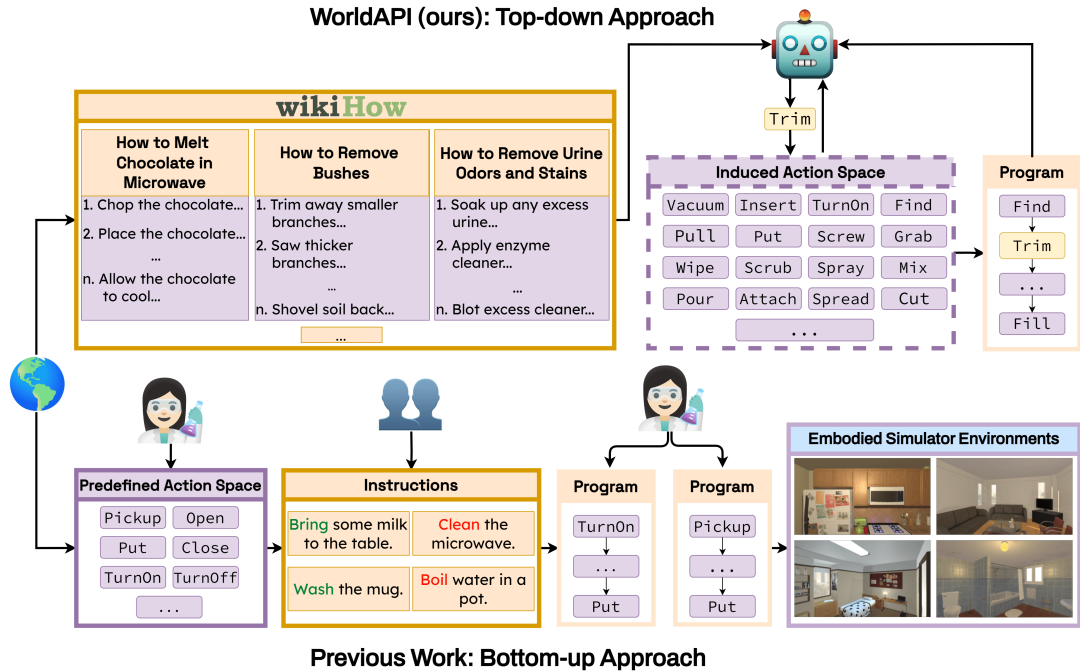 WorldAPI (ours): Top-down Approach
wikiHow
How to Melt
Chocolate in
Microwave
1. Chop the chocolate...
2. Place the chocolate...
...
n. Allow the chocolate
to cool...
How to Remove
Bushes
1. Trim away smaller
branches...
2. Saw thicker
branches...
...
n. Shovel soil back...
How to Remove Urine
Odors and Stains
1. Soak up any excess
urine...
2. Apply enzyme
cleaner...
...
n. Blot excess cleaner...
...
Trim
Induced Action Space
Vacuum Insert TurnOn Find
Pull Put Screw Grab
Wipe Scrub Spray Mix
Pour Attach Spread Cut
...
Program
Find
Trim
...
Fill
Predefined Action Space
Pickup Open
Put Close
TurnOn TurnOff
...
Instructions
Bring some milk
to the table.
Clean the
microwave.
Wash the mug.
Boil water in a
pot.
Program
TurnOn
...
Put
Program
Pickup
...
Put
Embodied Simulator Environments
Previous Work: Bottom-up Approach